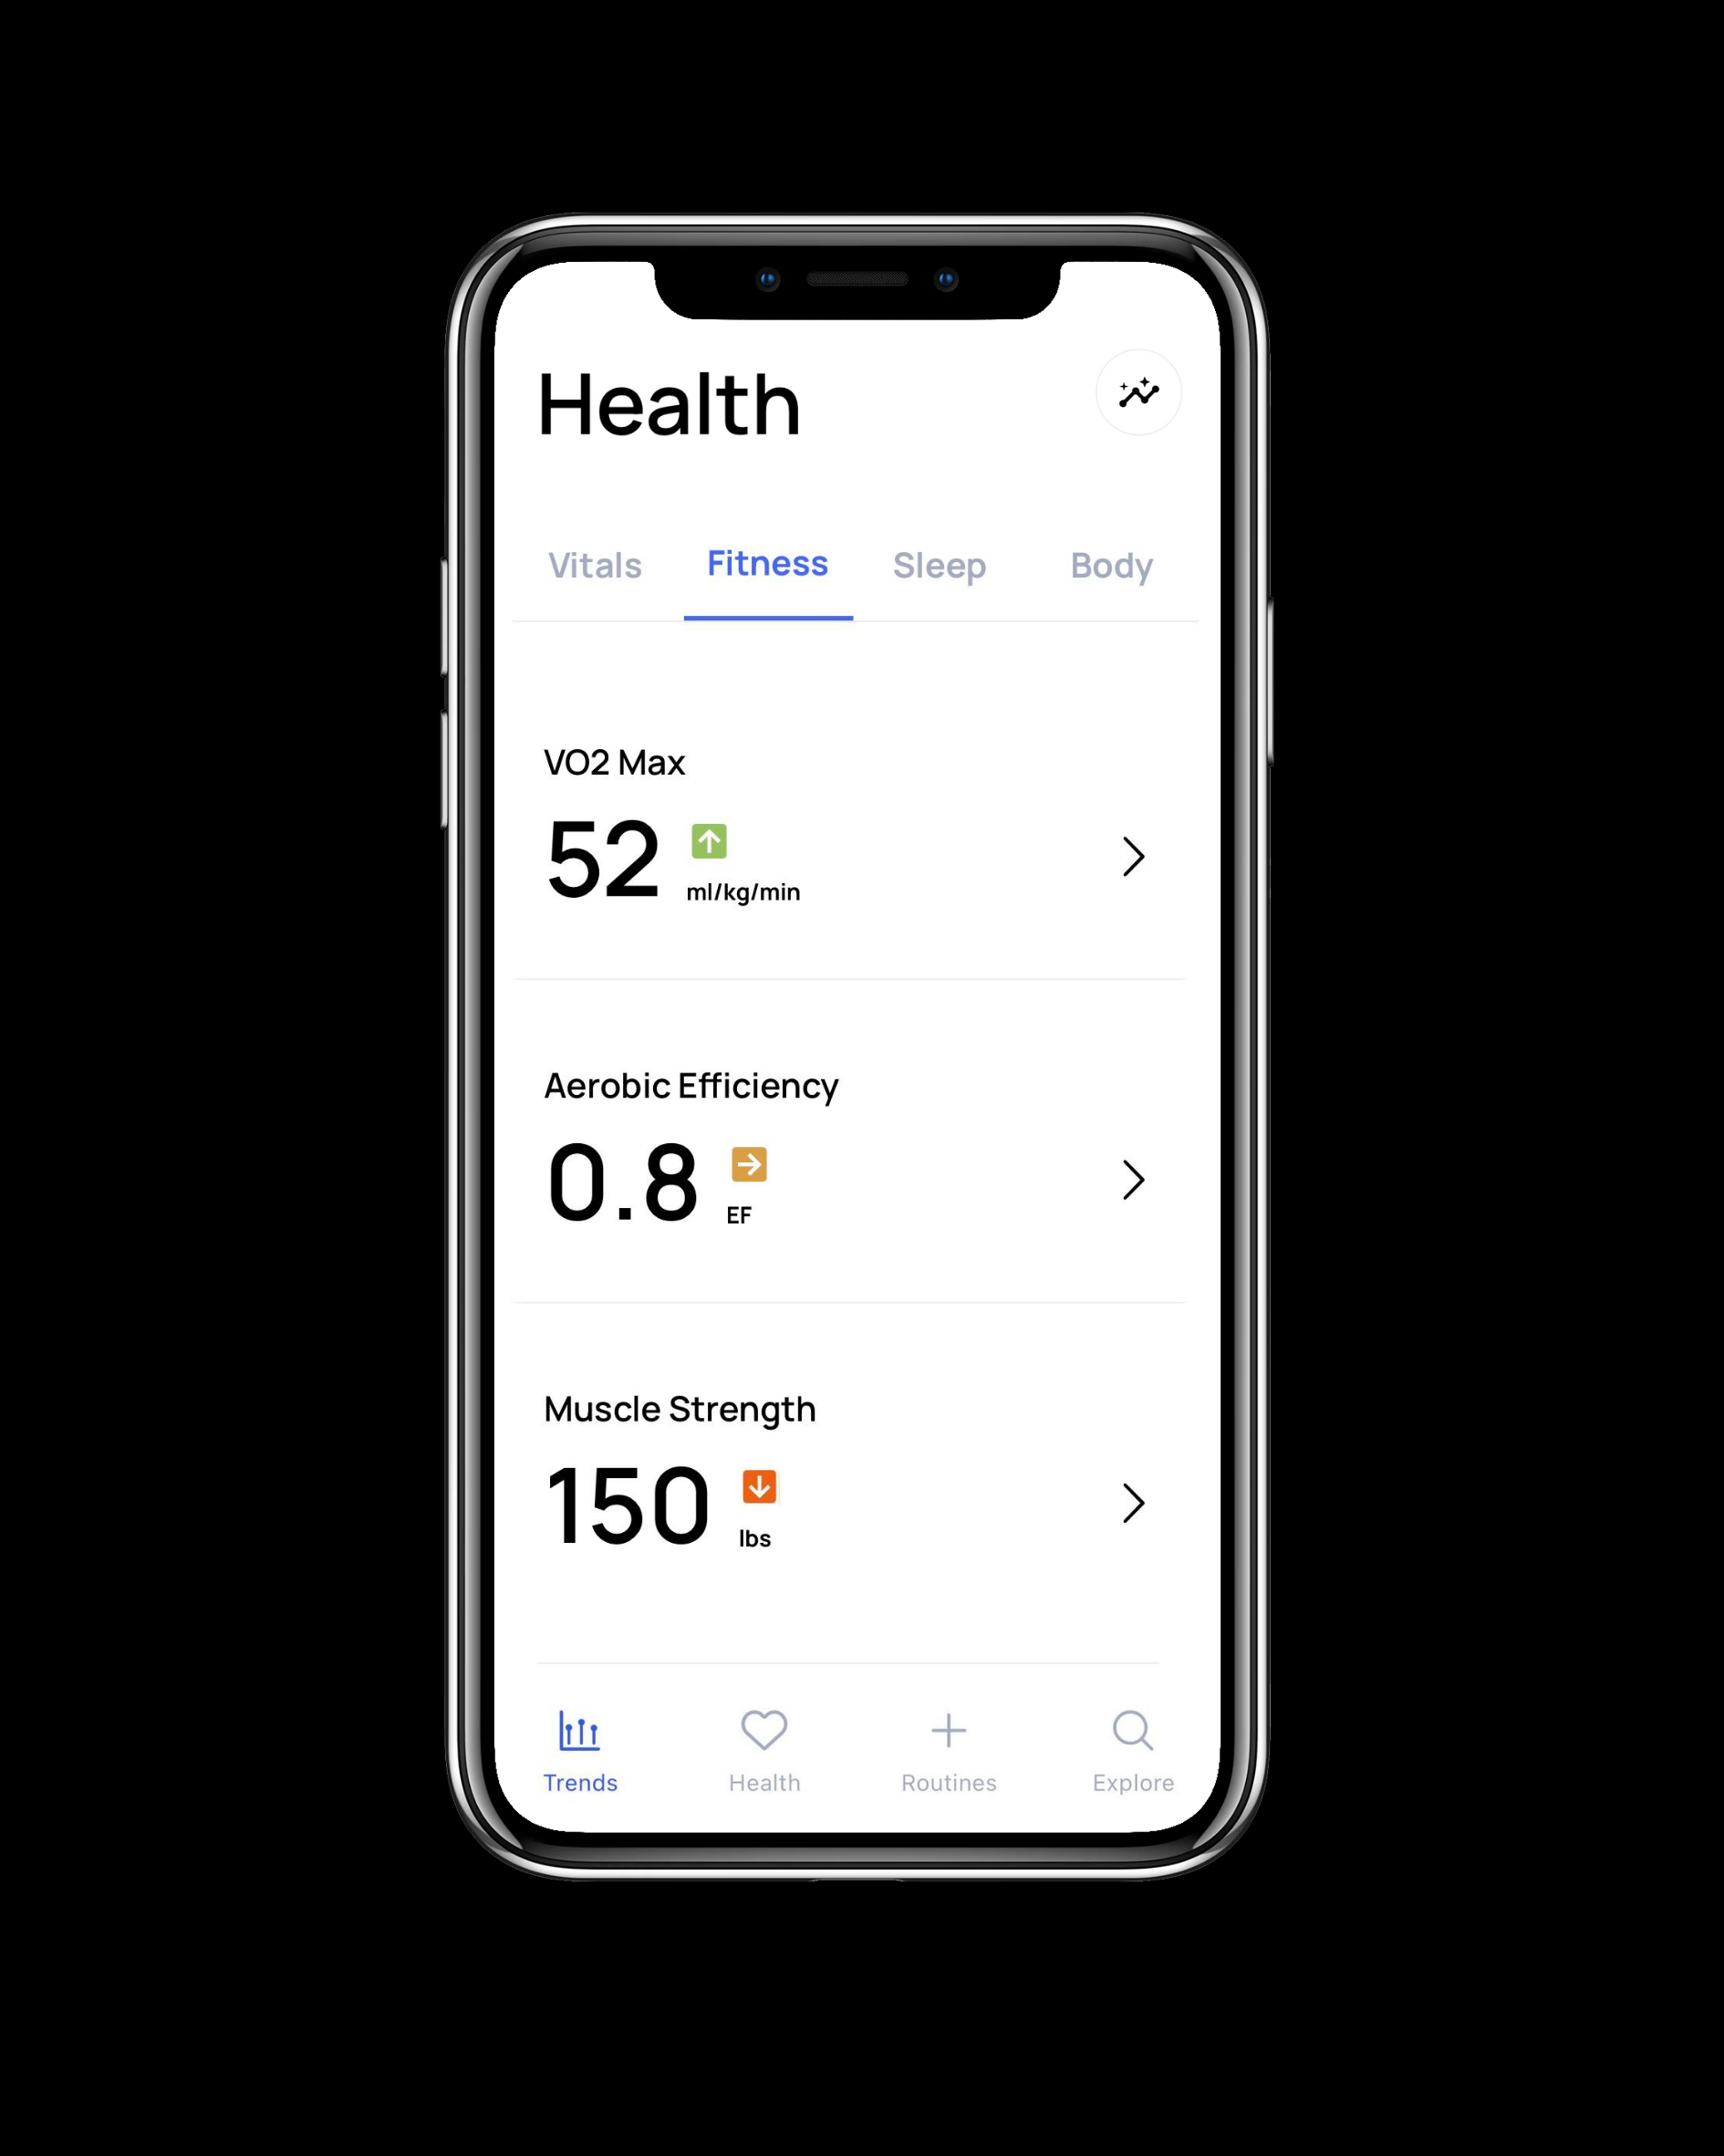 Health
Vitals Fitness Sleep Body
VO2 Max
52 ml/kg/min
Aerobic Efficiency
0.8 EF
Muscle Strength
150 lbs
Trends Health Routines Explore